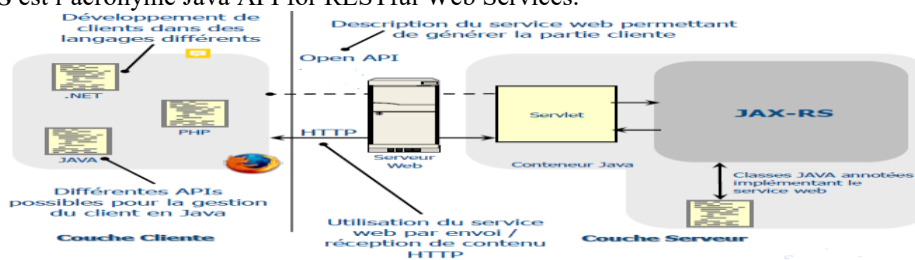 S est l'acronyme Java API for RESTful Web Services.
Développement de
clients dans des
langages différents
Description du service web permettant
de générer la partie cliente
Open API
.NET
PHP
JAVA
HTTP
Serveur
Web
Servlet
Conteneur Java
JAX-RS
Classes JAVA annotées
implémentant le
service web
Différentes APIs
possibles pour la gestion
du client en Java
Utilisation du service
web par envoi /
réception de contenu
HTTP
Couche Cliente
Couche Serveur